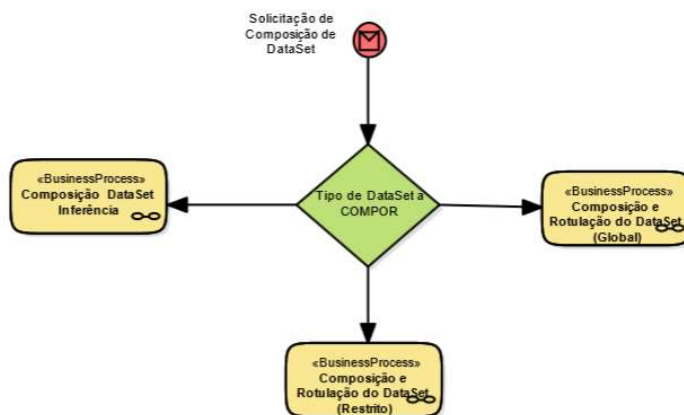 Solicitação de
Composição de
DataSet
«BusinessProcess»
Composição DataSet
Inferência
Tipo de DataSet a
COMPOR
«BusinessProcess»
Composição e
Rotulação do DataSet
(Global)
«BusinessProcess»
Composição e
Rotulação do DataSet
(Restrito)